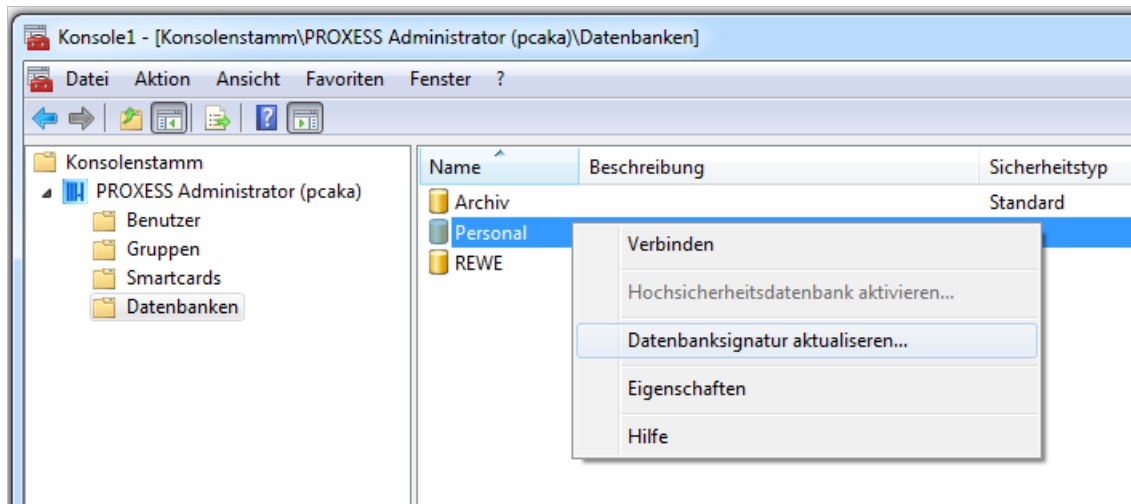 Konsole1 - [Konsolenstamm\PROXESS Administrator (pcaka)\Datenbanken]
Datei Aktion Ansicht Favoriten Fenster ?
Konsolenstamm
PROXESS Administrator (pcaka)
Benutzer
Gruppen
Smartcards
Datenbanken
Name Beschreibung Sicherheitstyp
Archiv Standard
Personal
REWE
Verbinden
Hochsicherheitsdatenbank aktivieren...
Datenbanksignatur aktualiseren...
Eigenschaften
Hilfe